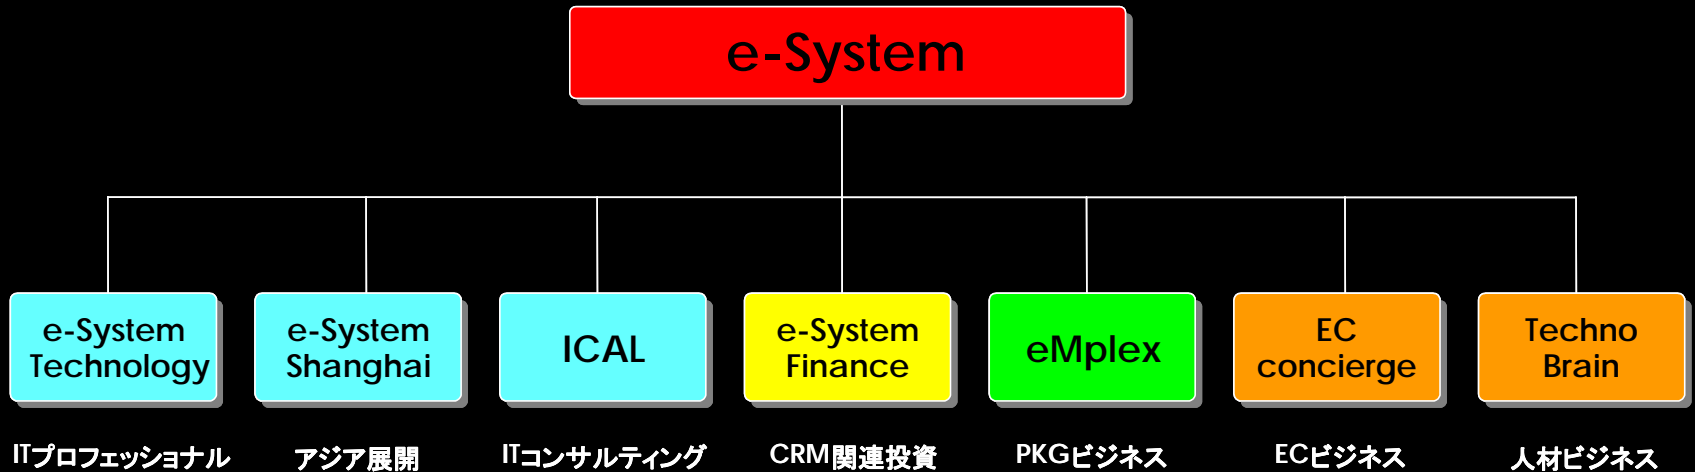 e-System
e-System
Technology
e-System
Shanghai
ICAL
e-System
Finance
eMplex
EC
concierge
Techno
Brain
ITプロフェッショナル
アジア展開
ITコンサルティング
CRM関連投資
PKGビジネス
ECビジネス
人材ビジネス